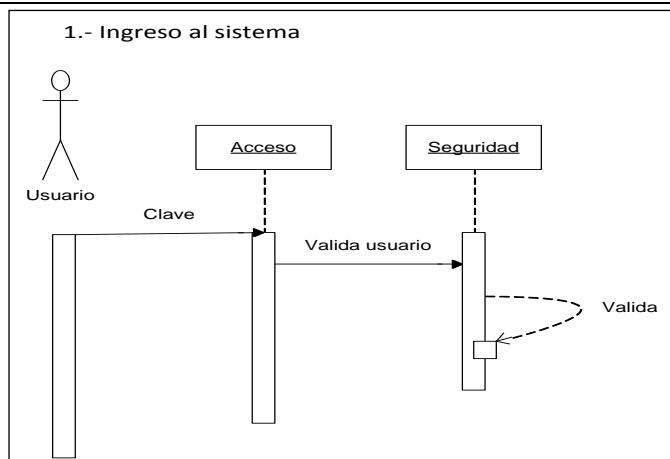 1.- Ingreso al sistema
Acceso
Seguridad
Usuario
Clave
Valida usuario
Valida